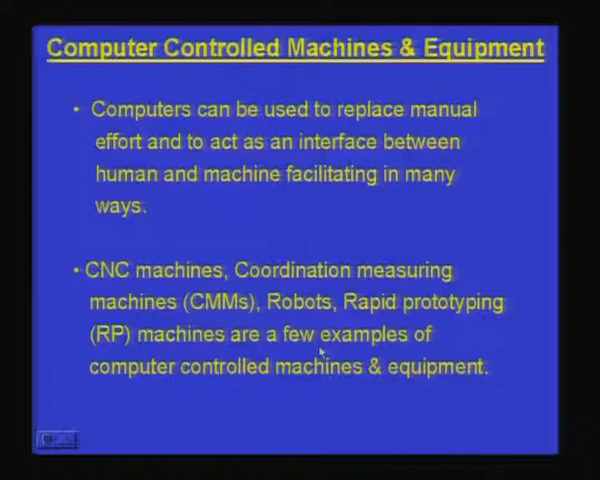 Computer Controlled Machines & Equipment
• Computers can be used to replace manual
effort and to act as an interface between
human and machine facilitating in many
ways.
• CNC machines, Coordination measuring
machines (CMMs), Robots, Rapid prototyping
(RP) machines are a few examples of
computer controlled machines & equipment.